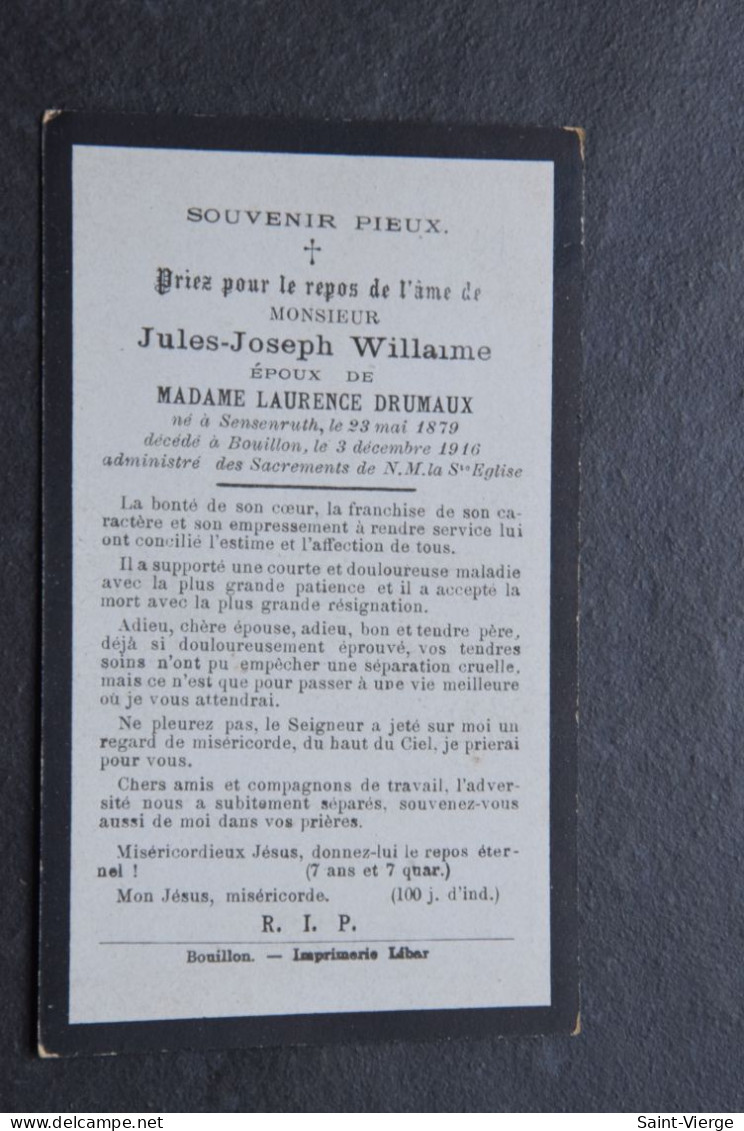 SOUVENIR PIEUX.
Priez pour le repos de l'âme de
MONSIEUR
Jules-Joseph Willaime
ÉPOUX DE
MADAME LAURENCE DRUMAUX
né à Sensenruth, le 23 mai 1879
décédé à Bouillon, le 3 décembre 1916
administré des Sacrements de N. M. la Ste Eglise
La bonté de son cœur, la franchise de son ca-
ractère et son empressement à rendre service lui
ont concilié l'estime et l'affection de tous.
Il a supporté une courte et douloureuse maladie
avec la plus grande patience et il a accepté la
mort avec la plus grande résignation.
Adieu, chère épouse, adieu, bon et tendre père,
déjà si douloureusement éprouvé, vos tendres
soins n'ont pu empêcher une séparation cruelle,
mais ce n'est que pour passer à une vie meilleure
où je vous attendrai.
Ne pleurez pas, le Seigneur a jeté sur moi un
regard de miséricorde, du haut du Ciel, je prierai
pour vous.
Chers amis et compagnons de travail, l'adver-
sité nous a subitement séparés, souvenez-vous
aussi de moi dans vos prières.
Miséricordieux Jésus, donnez-lui le repos éter-
nel ! (7 ans et 7 quar.)
Mon Jésus, miséricorde. (100 j. d'ind.)
R. I. P.
Bouillon. — Imprimerie Libar
delcampe.net
Saint-Vierge